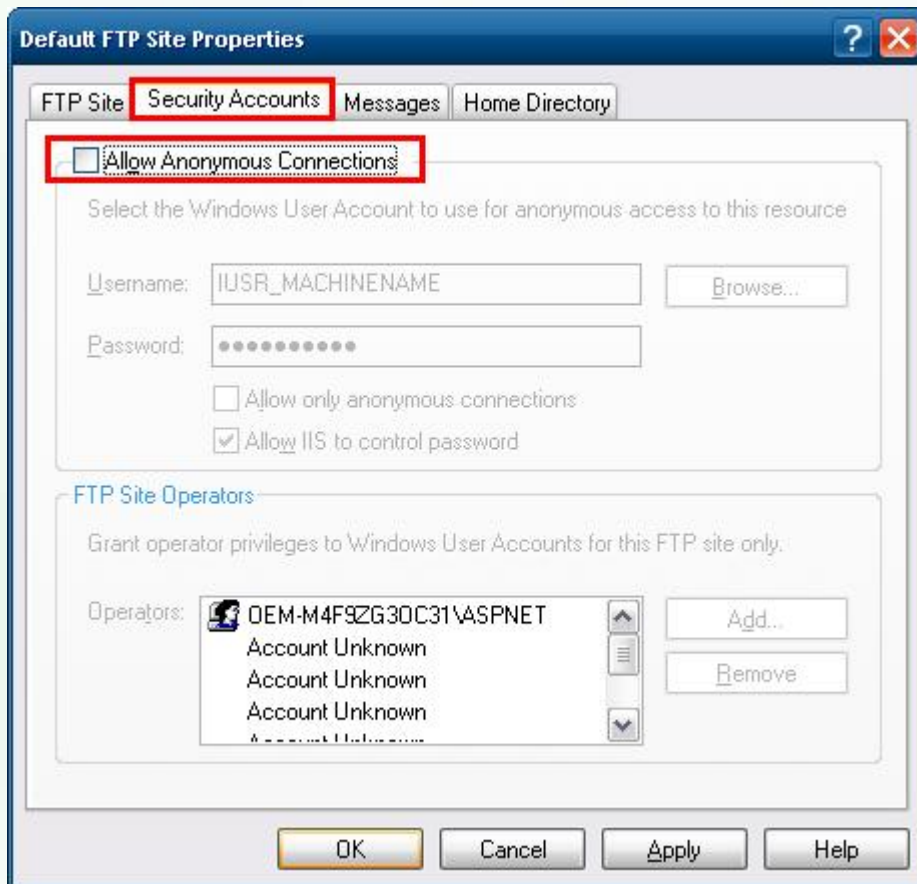 Default FTP Site Properties
FTP Site Security Accounts Messages Home Directory
Allow Anonymous Connections
Select the Windows User Account to use for anonymous access to this resource
Username: IUSR_MACHINENAME Browse...
Password: ●●●●●●●●●●
Allow only anonymous connections
Allow IIS to control password
FTP Site Operators
Grant operator privileges to Windows User Accounts for this FTP site only.
Operators: OEM-M4F9ZG3OC31\ASPNET Add...
Account Unknown
Account Unknown Remove
Account Unknown
OK Cancel Apply Help